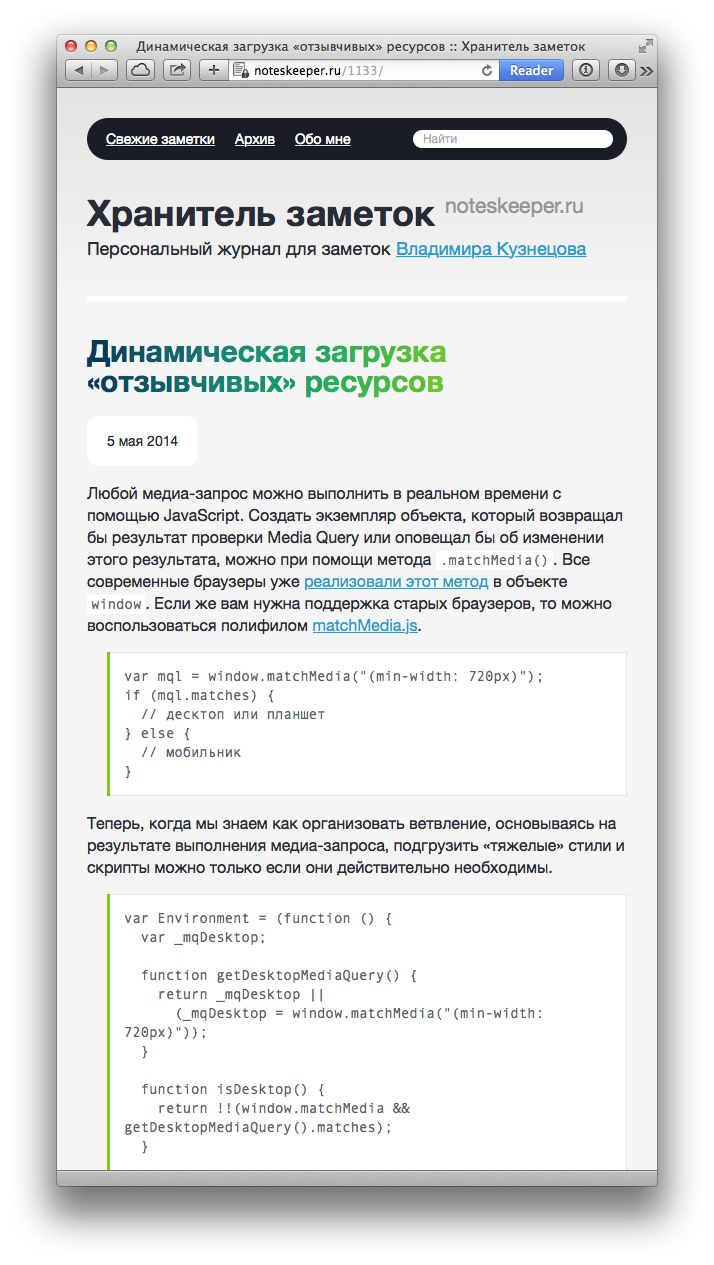 Динамическая загрузка «отзывчивых» ресурсов :: Хранитель заметок
noteskeeper.ru/1133/
Reader
Свежие заметки Архив Обо мне Найти
Хранитель заметок noteskeeper.ru
Персональный журнал для заметок Владимира Кузнецова
Динамическая загрузка
«отзывчивых» ресурсов
5 мая 2014
Любой медиа-запрос можно выполнить в реальном времени с
помощью JavaScript. Создать экземпляр объекта, который возвращал
бы результат проверки Media Query или оповещал бы об изменении
этого результата, можно при помощи метода .matchMedia(). Все
современные браузеры уже реализовали этот метод в объекте
window. Если же вам нужна поддержка старых браузеров, то можно
воспользоваться полифилом matchMedia.js.
var mql = window.matchMedia("(min-width: 720px)");
if (mql.matches) {
  // десктоп или планшет
} else {
  // мобильник
}
Теперь, когда мы знаем как организовать ветвление, основываясь на
результате выполнения медиа-запроса, подгрузить «тяжелые» стили и
скрипты можно только если они действительно необходимы.
var Environment = (function () {
  var _mqDesktop;
  function getDesktopMediaQuery() {
    return _mqDesktop ||
      (_mqDesktop = window.matchMedia("(min-width:
720px)"));
  }
  function isDesktop() {
    return !!(window.matchMedia &&
getDesktopMediaQuery().matches);
  }